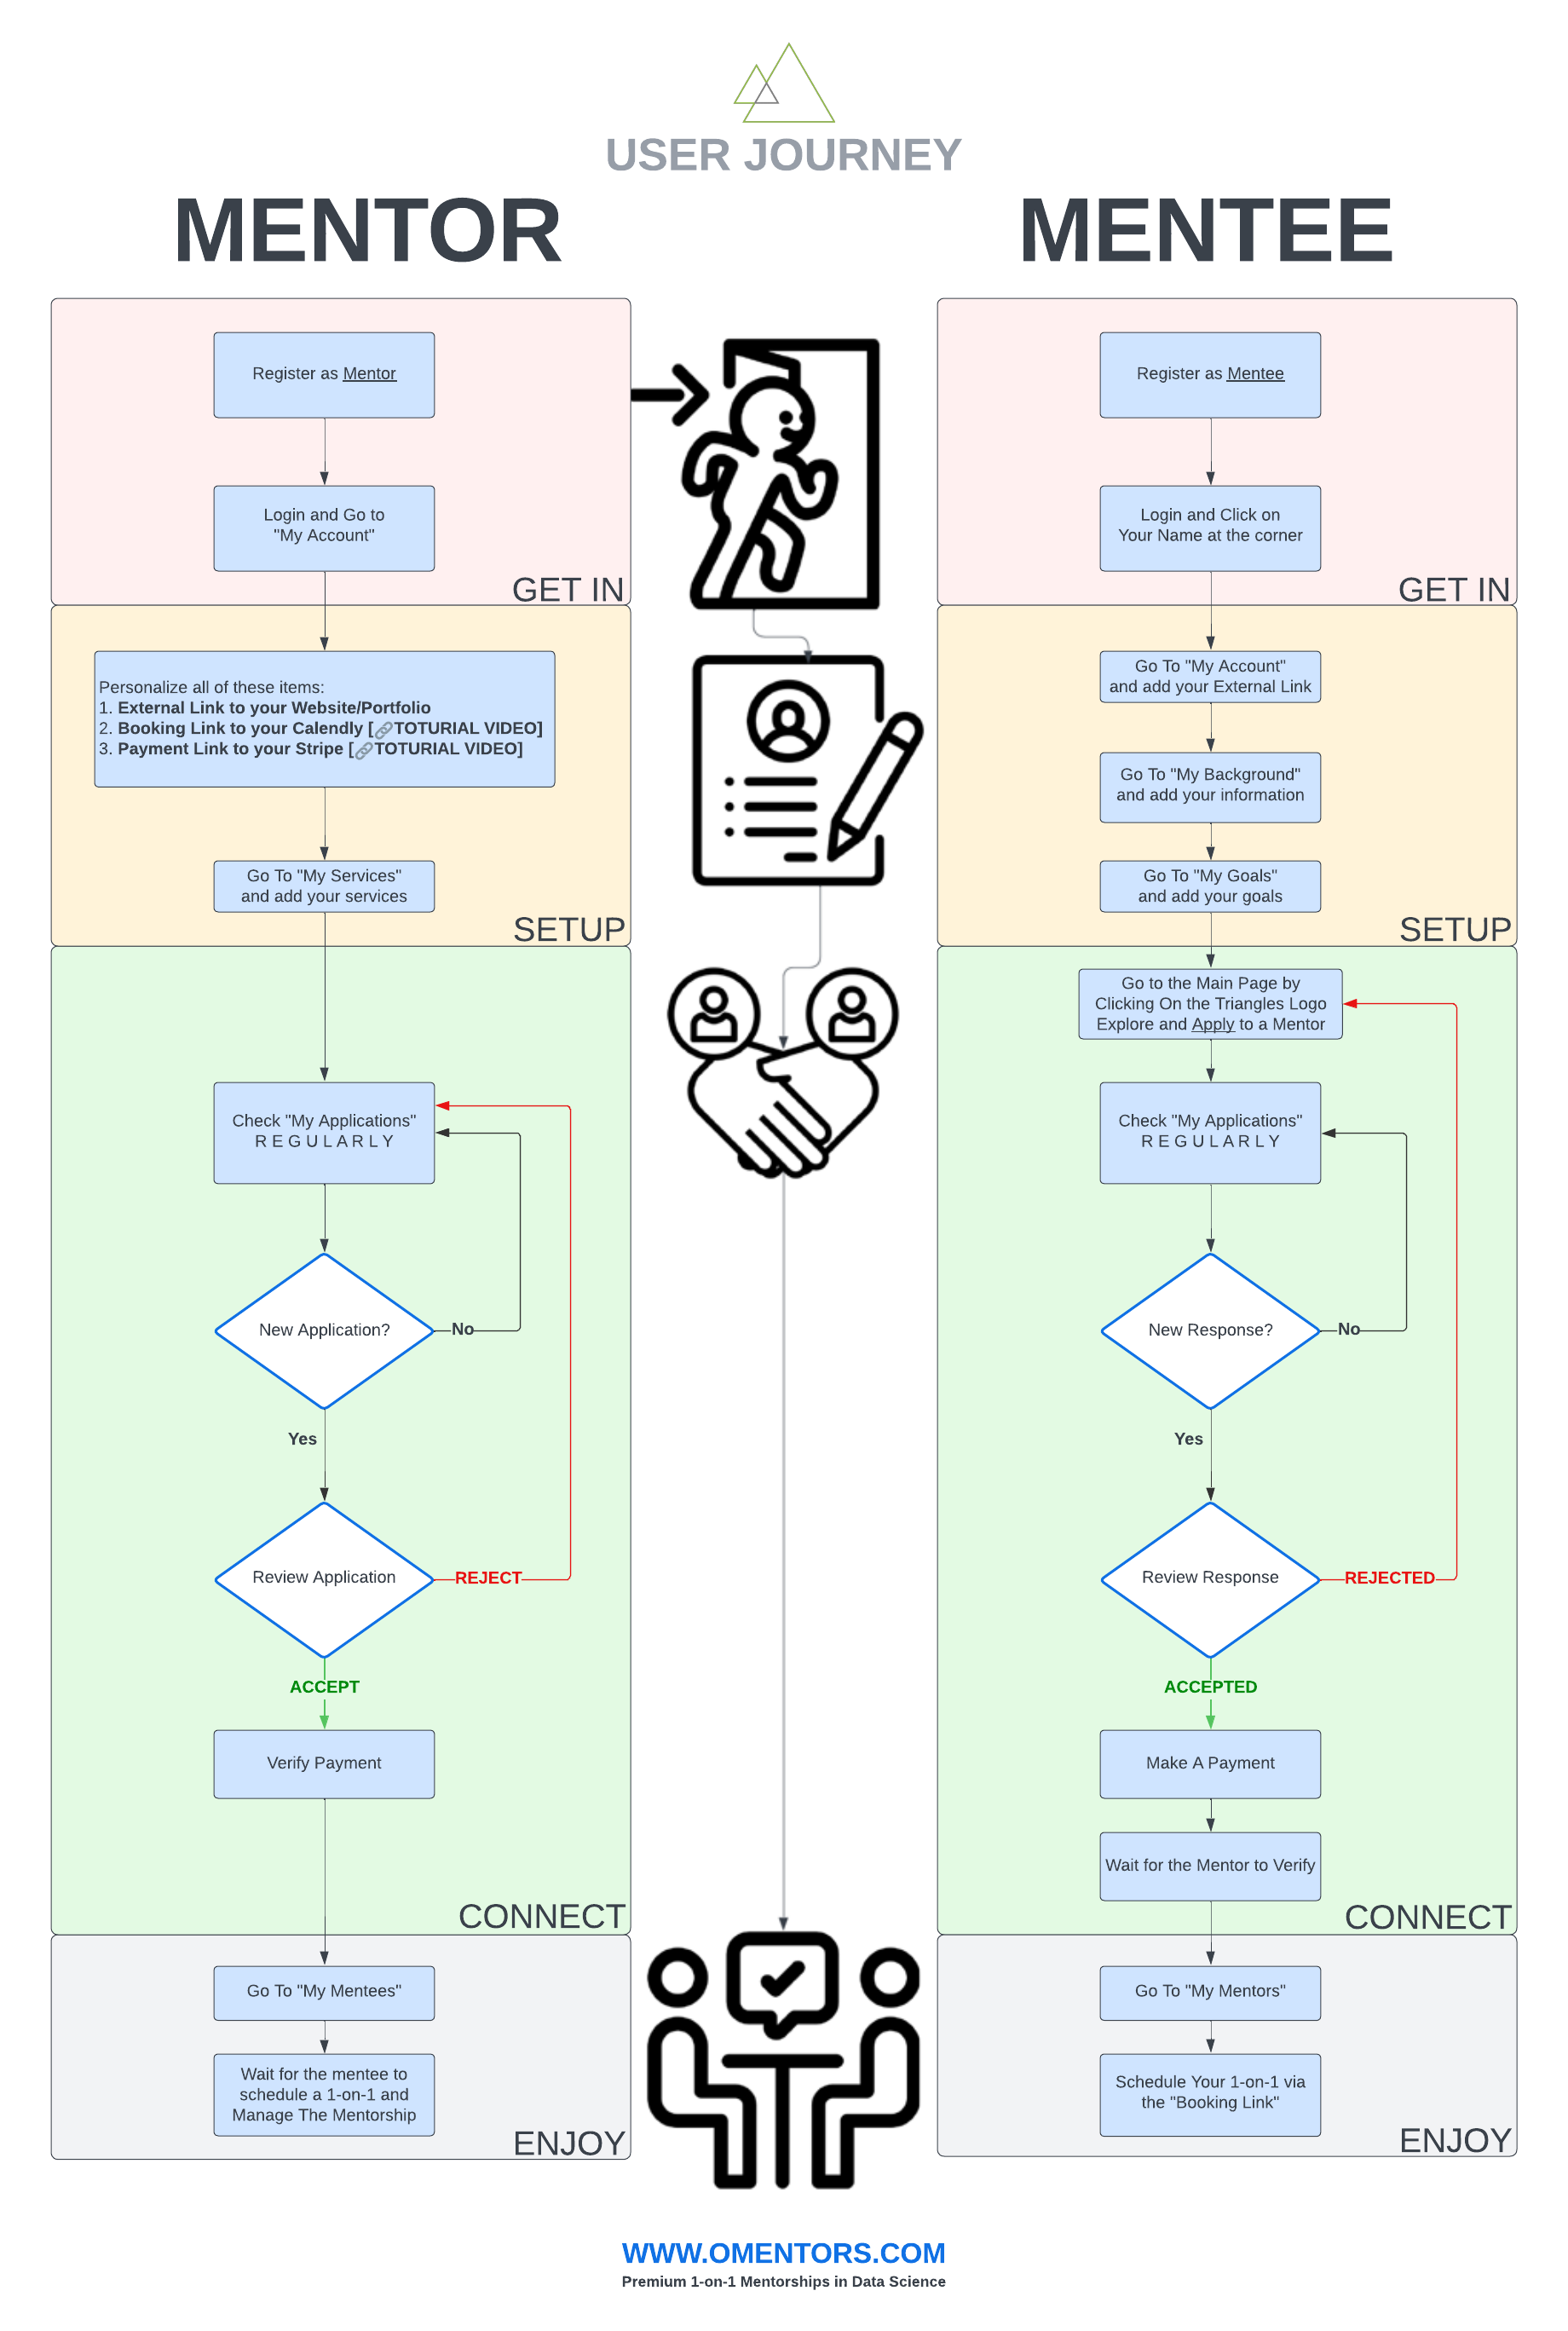 USER JOURNEY
MENTOR
Register as Mentor
Login and Go to
"My Account"
GET IN
Personalize all of these items:
1. External Link to your Website/Portfolio
2. Booking Link to your Calendly [🔗TOTURIAL VIDEO]
3. Payment Link to your Stripe [🔗TOTURIAL VIDEO]
Go To "My Services"
and add your services
SETUP
Check "My Applications"
R E G U L A R L Y
New Application?
No
Yes
Review Application
REJECT
ACCEPT
Verify Payment
CONNECT
Go To "My Mentees"
Wait for the mentee to
schedule a 1-on-1 and
Manage The Mentorship
ENJOY
MENTEE
Register as Mentee
Login and Click on
Your Name at the corner
GET IN
Go To "My Account"
and add your External Link
Go To "My Background"
and add your information
Go To "My Goals"
and add your goals
SETUP
Go to the Main Page by
Clicking On the Triangles Logo
Explore and Apply to a Mentor
Check "My Applications"
R E G U L A R L Y
New Response?
No
Yes
Review Response
REJECTED
ACCEPTED
Make A Payment
Wait for the Mentor to Verify
CONNECT
Go To "My Mentors"
Schedule Your 1-on-1 via
the "Booking Link"
ENJOY
WWW.OMENTORS.COM
Premium 1-on-1 Mentorships in Data Science